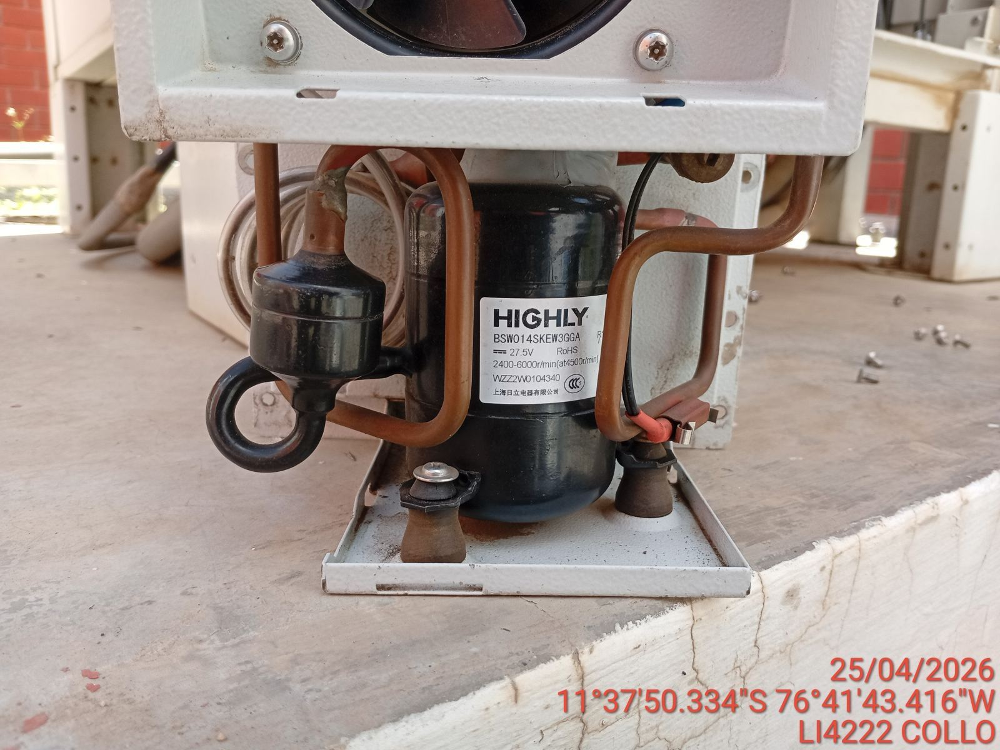 HIGHLY
BSW014SKEW3GGA
27.5V RoHS
2400-6000r/min(at4500r/min)
WZZ2W0104340
上海日立电器有限公司
25/04/2026
11°37'50.334"S 76°41'43.416"W
LI4222 COLLO